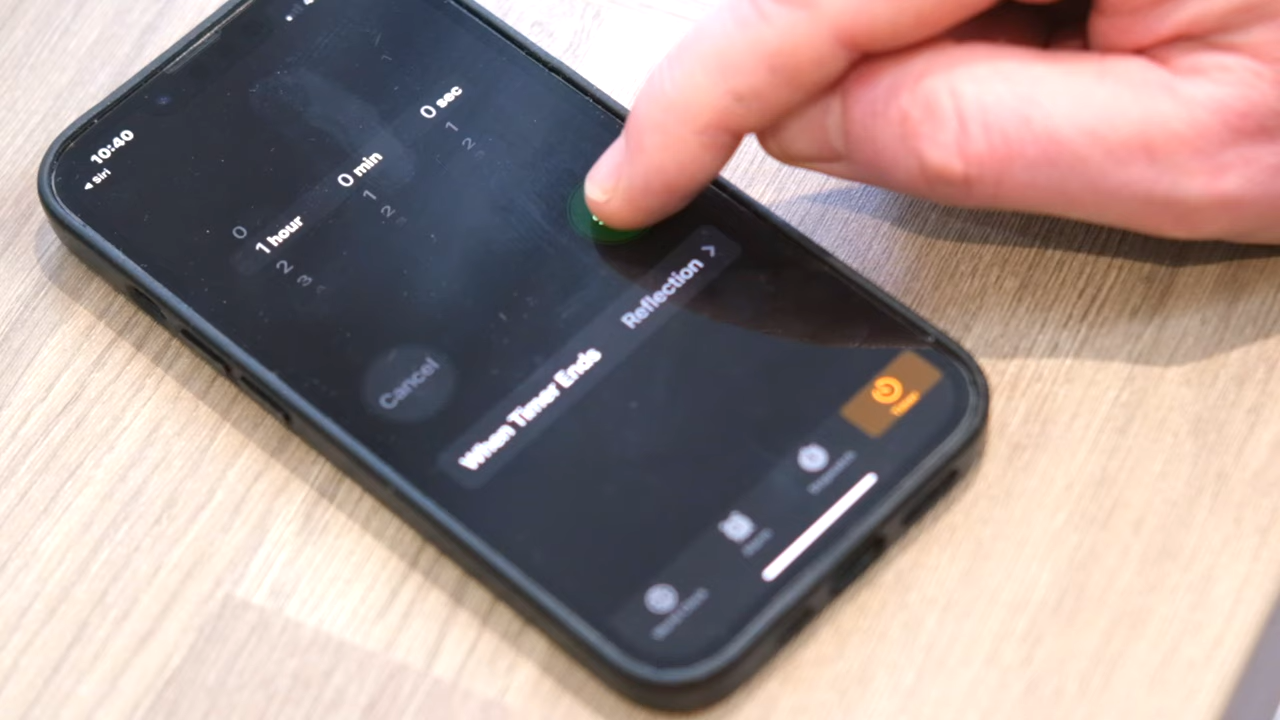 10:40
◀ Siri
0
1 hour 0 min 0 sec
2 1 1
3 2 2
Cancel
When Timer Ends Reflection >